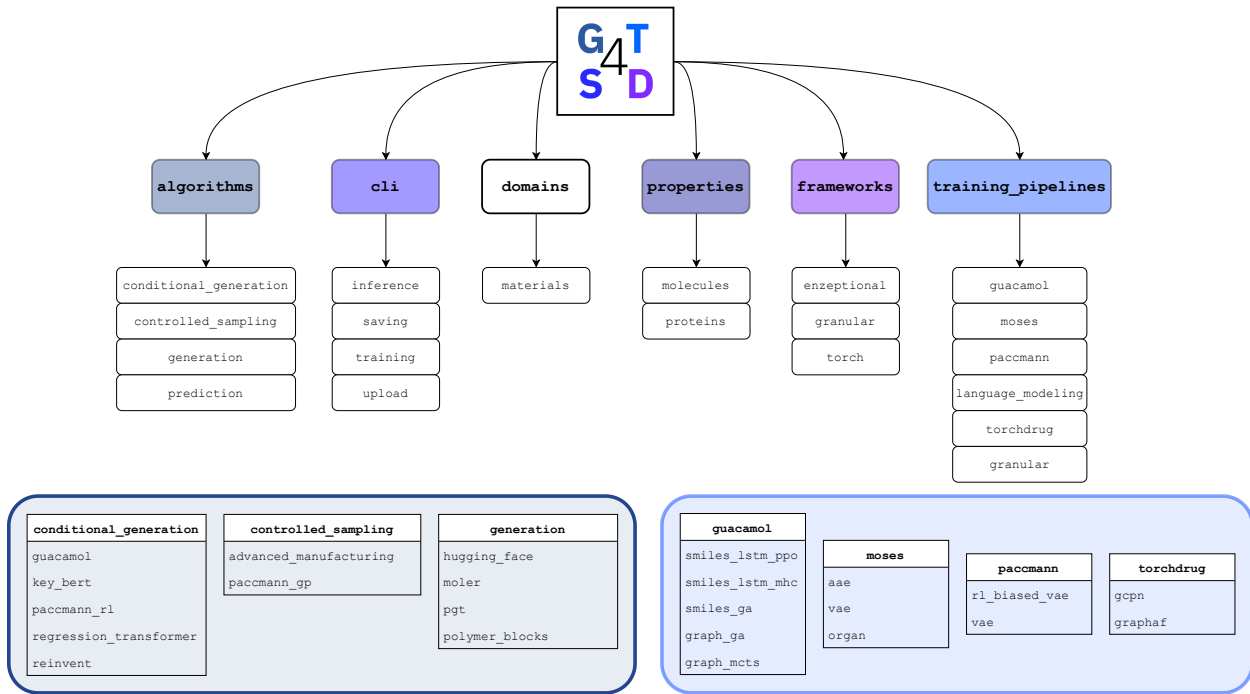 G T
4
S D
algorithms
cli
domains
properties
frameworks
training_pipelines
conditional_generation
controlled_sampling
generation
prediction
inference
saving
training
upload
materials
molecules
proteins
enzeptional
granular
torch
guacamol
moses
paccmann
language_modeling
torchdrug
granular
conditional_generation
guacamol
key_bert
paccmann_rl
regression_transformer
reinvent
controlled_sampling
advanced_manufacturing
paccmann_gp
generation
hugging_face
moler
pgt
polymer_blocks
guacamol
smiles_lstm_ppo
smiles_lstm_mhc
smiles_ga
graph_ga
graph_mcts
moses
aae
vae
organ
paccmann
rl_biased_vae
vae
torchdrug
gcpn
graphaf